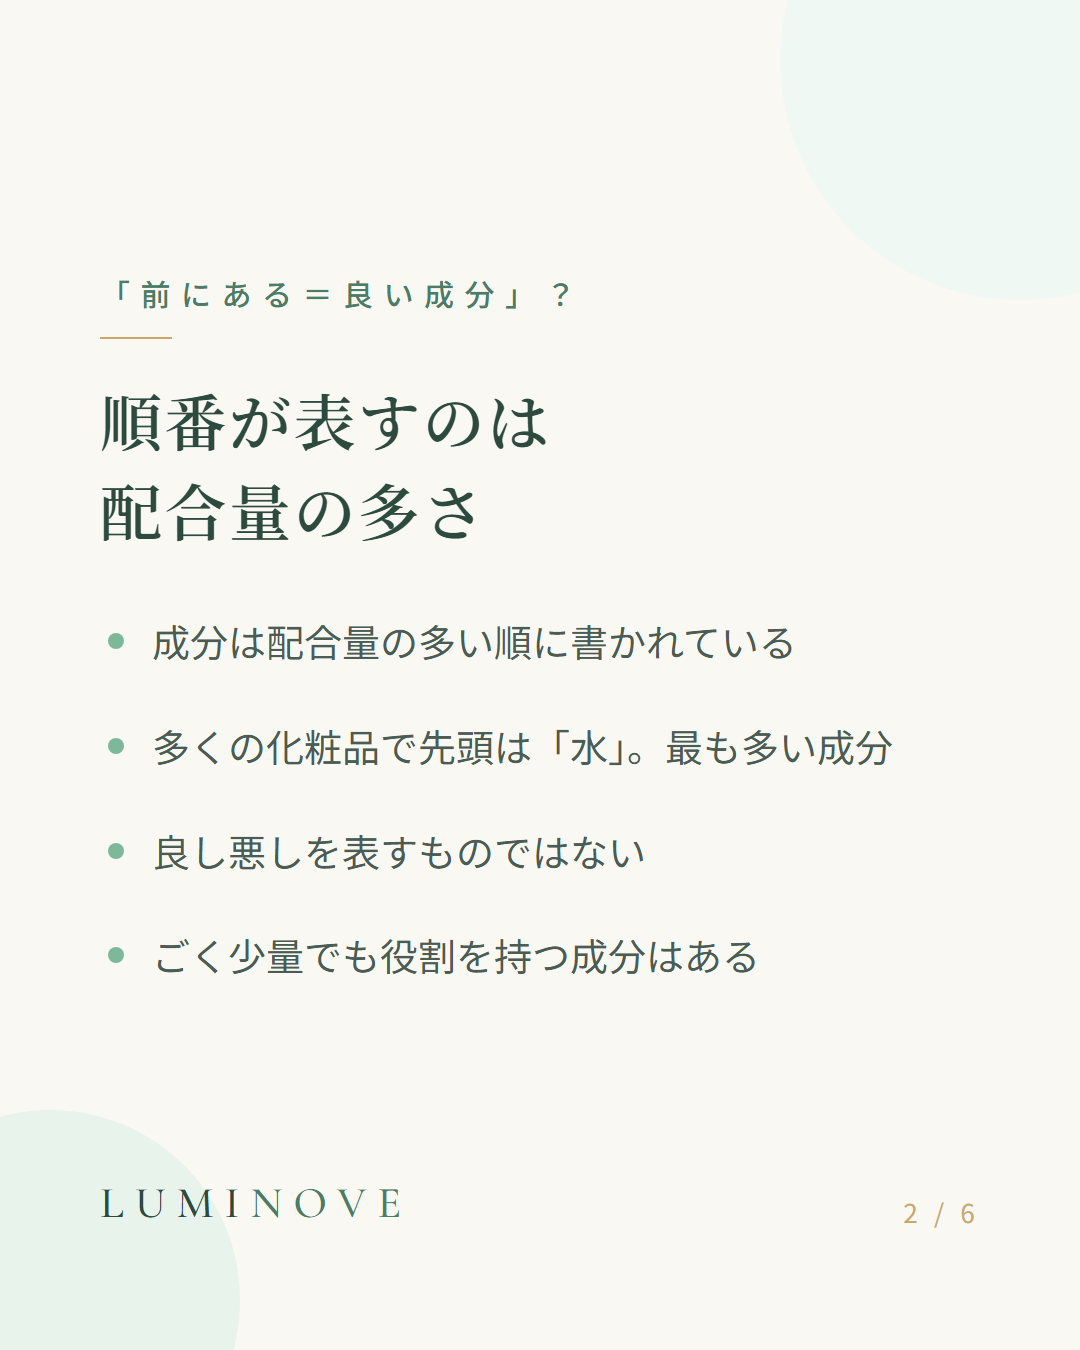 「前にある＝良い成分」？
順番が表すのは
配合量の多さ
成分は配合量の多い順に書かれている
多くの化粧品で先頭は「水」。最も多い成分
良し悪しを表すものではない
ごく少量でも役割を持つ成分はある
LUMINOVE
2 / 6